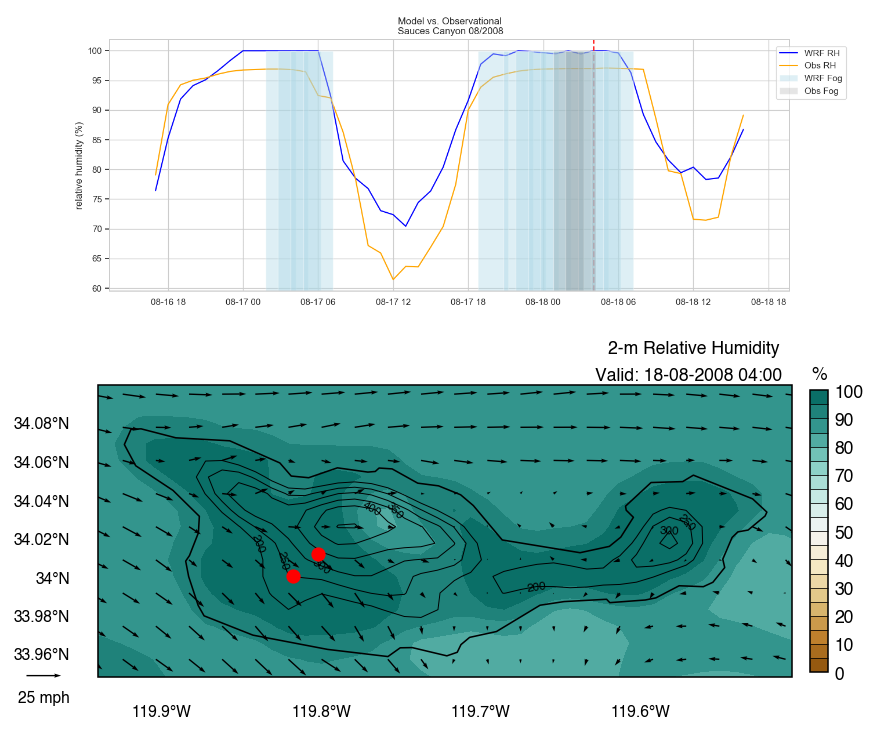 Model vs. Observational
Sauces Canyon 08/2008
relative humidity (%)
100
95
90
85
80
75
70
65
60
08-16 18
08-17 00
08-17 06
08-17 12
08-17 18
08-18 00
08-18 06
08-18 12
08-18 18
WRF RH
Obs RH
WRF Fog
Obs Fog
2-m Relative Humidity
Valid: 18-08-2008 04:00
%
34.08°N
34.06°N
34.04°N
34.02°N
34°N
33.98°N
33.96°N
25 mph
119.9°W
119.8°W
119.7°W
119.6°W
400
300
200
200
100
90
80
70
60
50
40
30
20
10
0